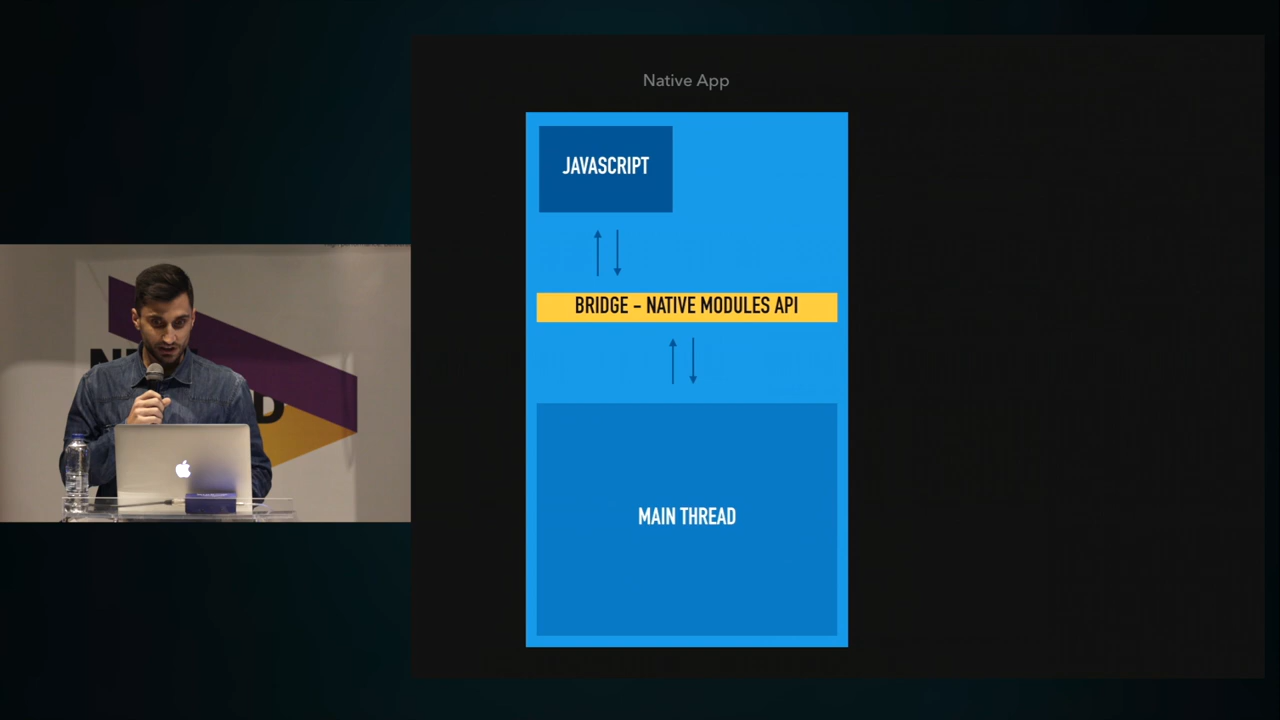 Native App
JAVASCRIPT
BRIDGE - NATIVE MODULES API
MAIN THREAD